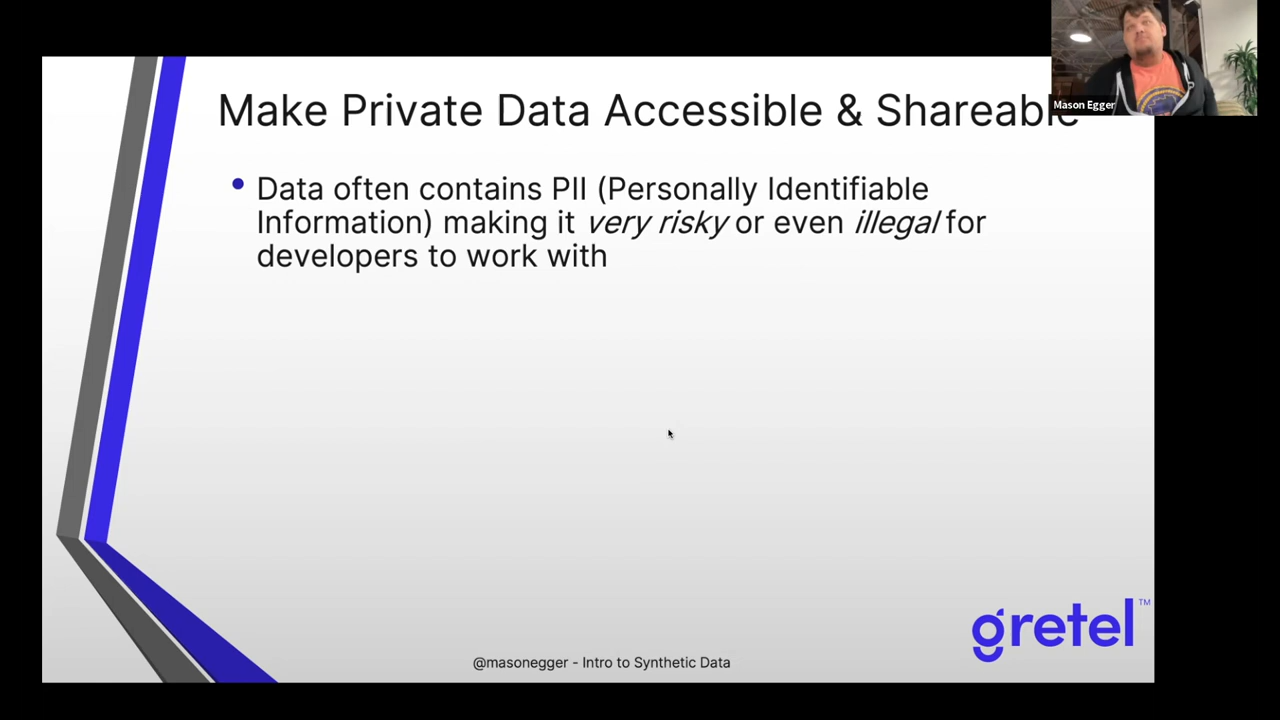 Make Private Data Accessible & Shareable
Mason Egger
• Data often contains PII (Personally Identifiable
Information) making it very risky or even illegal for
developers to work with
gretel™
@masonegger - Intro to Synthetic Data